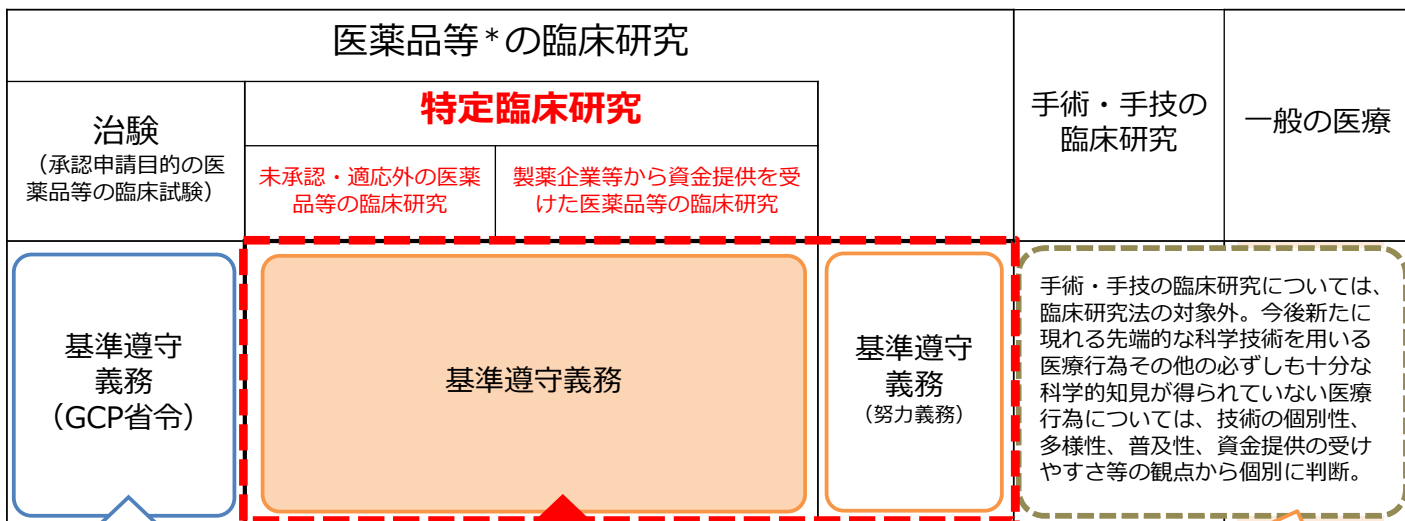 医薬品等*の臨床研究
治験
（承認申請目的の医
薬品等の臨床試験）
特定臨床研究
未承認・適応外の医薬
品等の臨床研究
製薬企業等から資金提供を受
けた医薬品等の臨床研究
手術・手技の
臨床研究
一般の医療
基準遵守
義務
（GCP省令）
基準遵守義務
基準遵守
義務
（努力義務）
手術・手技の臨床研究については、
臨床研究法の対象外。今後新たに
現れる先端的な科学技術を用いる
医療行為その他の必ずしも十分な
科学的知見が得られていない医療
行為については、技術の個別性、
多様性、普及性、資金提供の受け
やすさ等の観点から個別に判断。